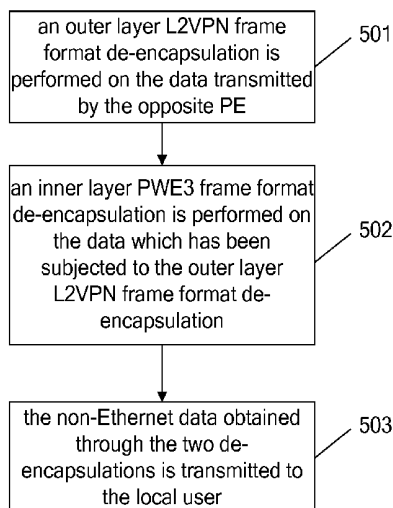 an outer layer L2VPN frame
format de-encapsulation is
performed on the data transmitted
by the opposite PE
501
an inner layer PWE3 frame format
de-encapsulation is performed on
the data which has been
subjected to the outer layer
L2VPN frame format de-
encapsulation
502
the non-Ethernet data obtained
through the two de-
encapsulations is transmitted to
the local user
503